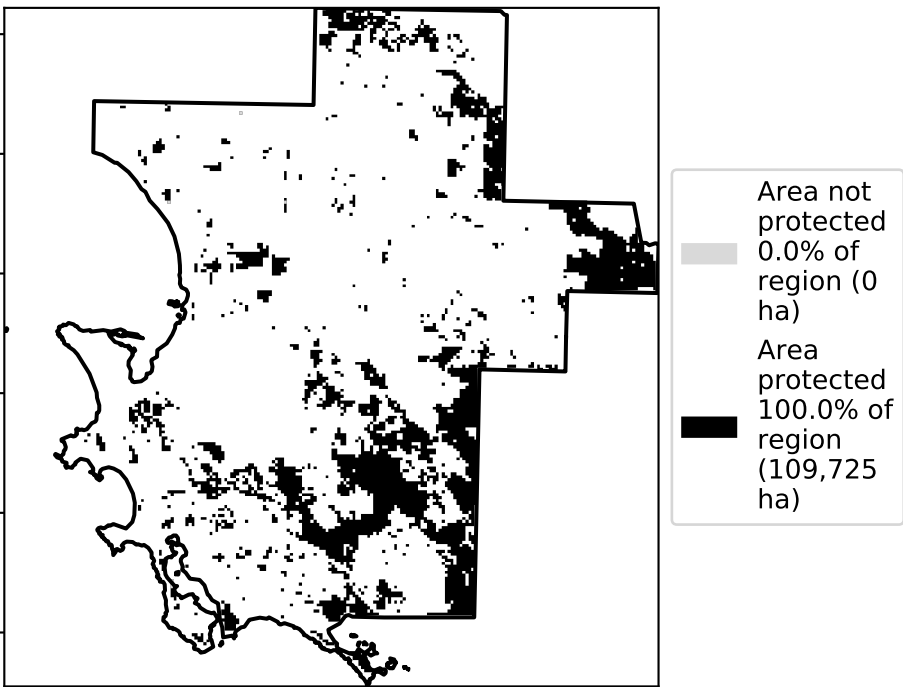 Area not
protected
0.0% of
region (0
ha)
Area
protected
100.0% of
region
(109,725
ha)